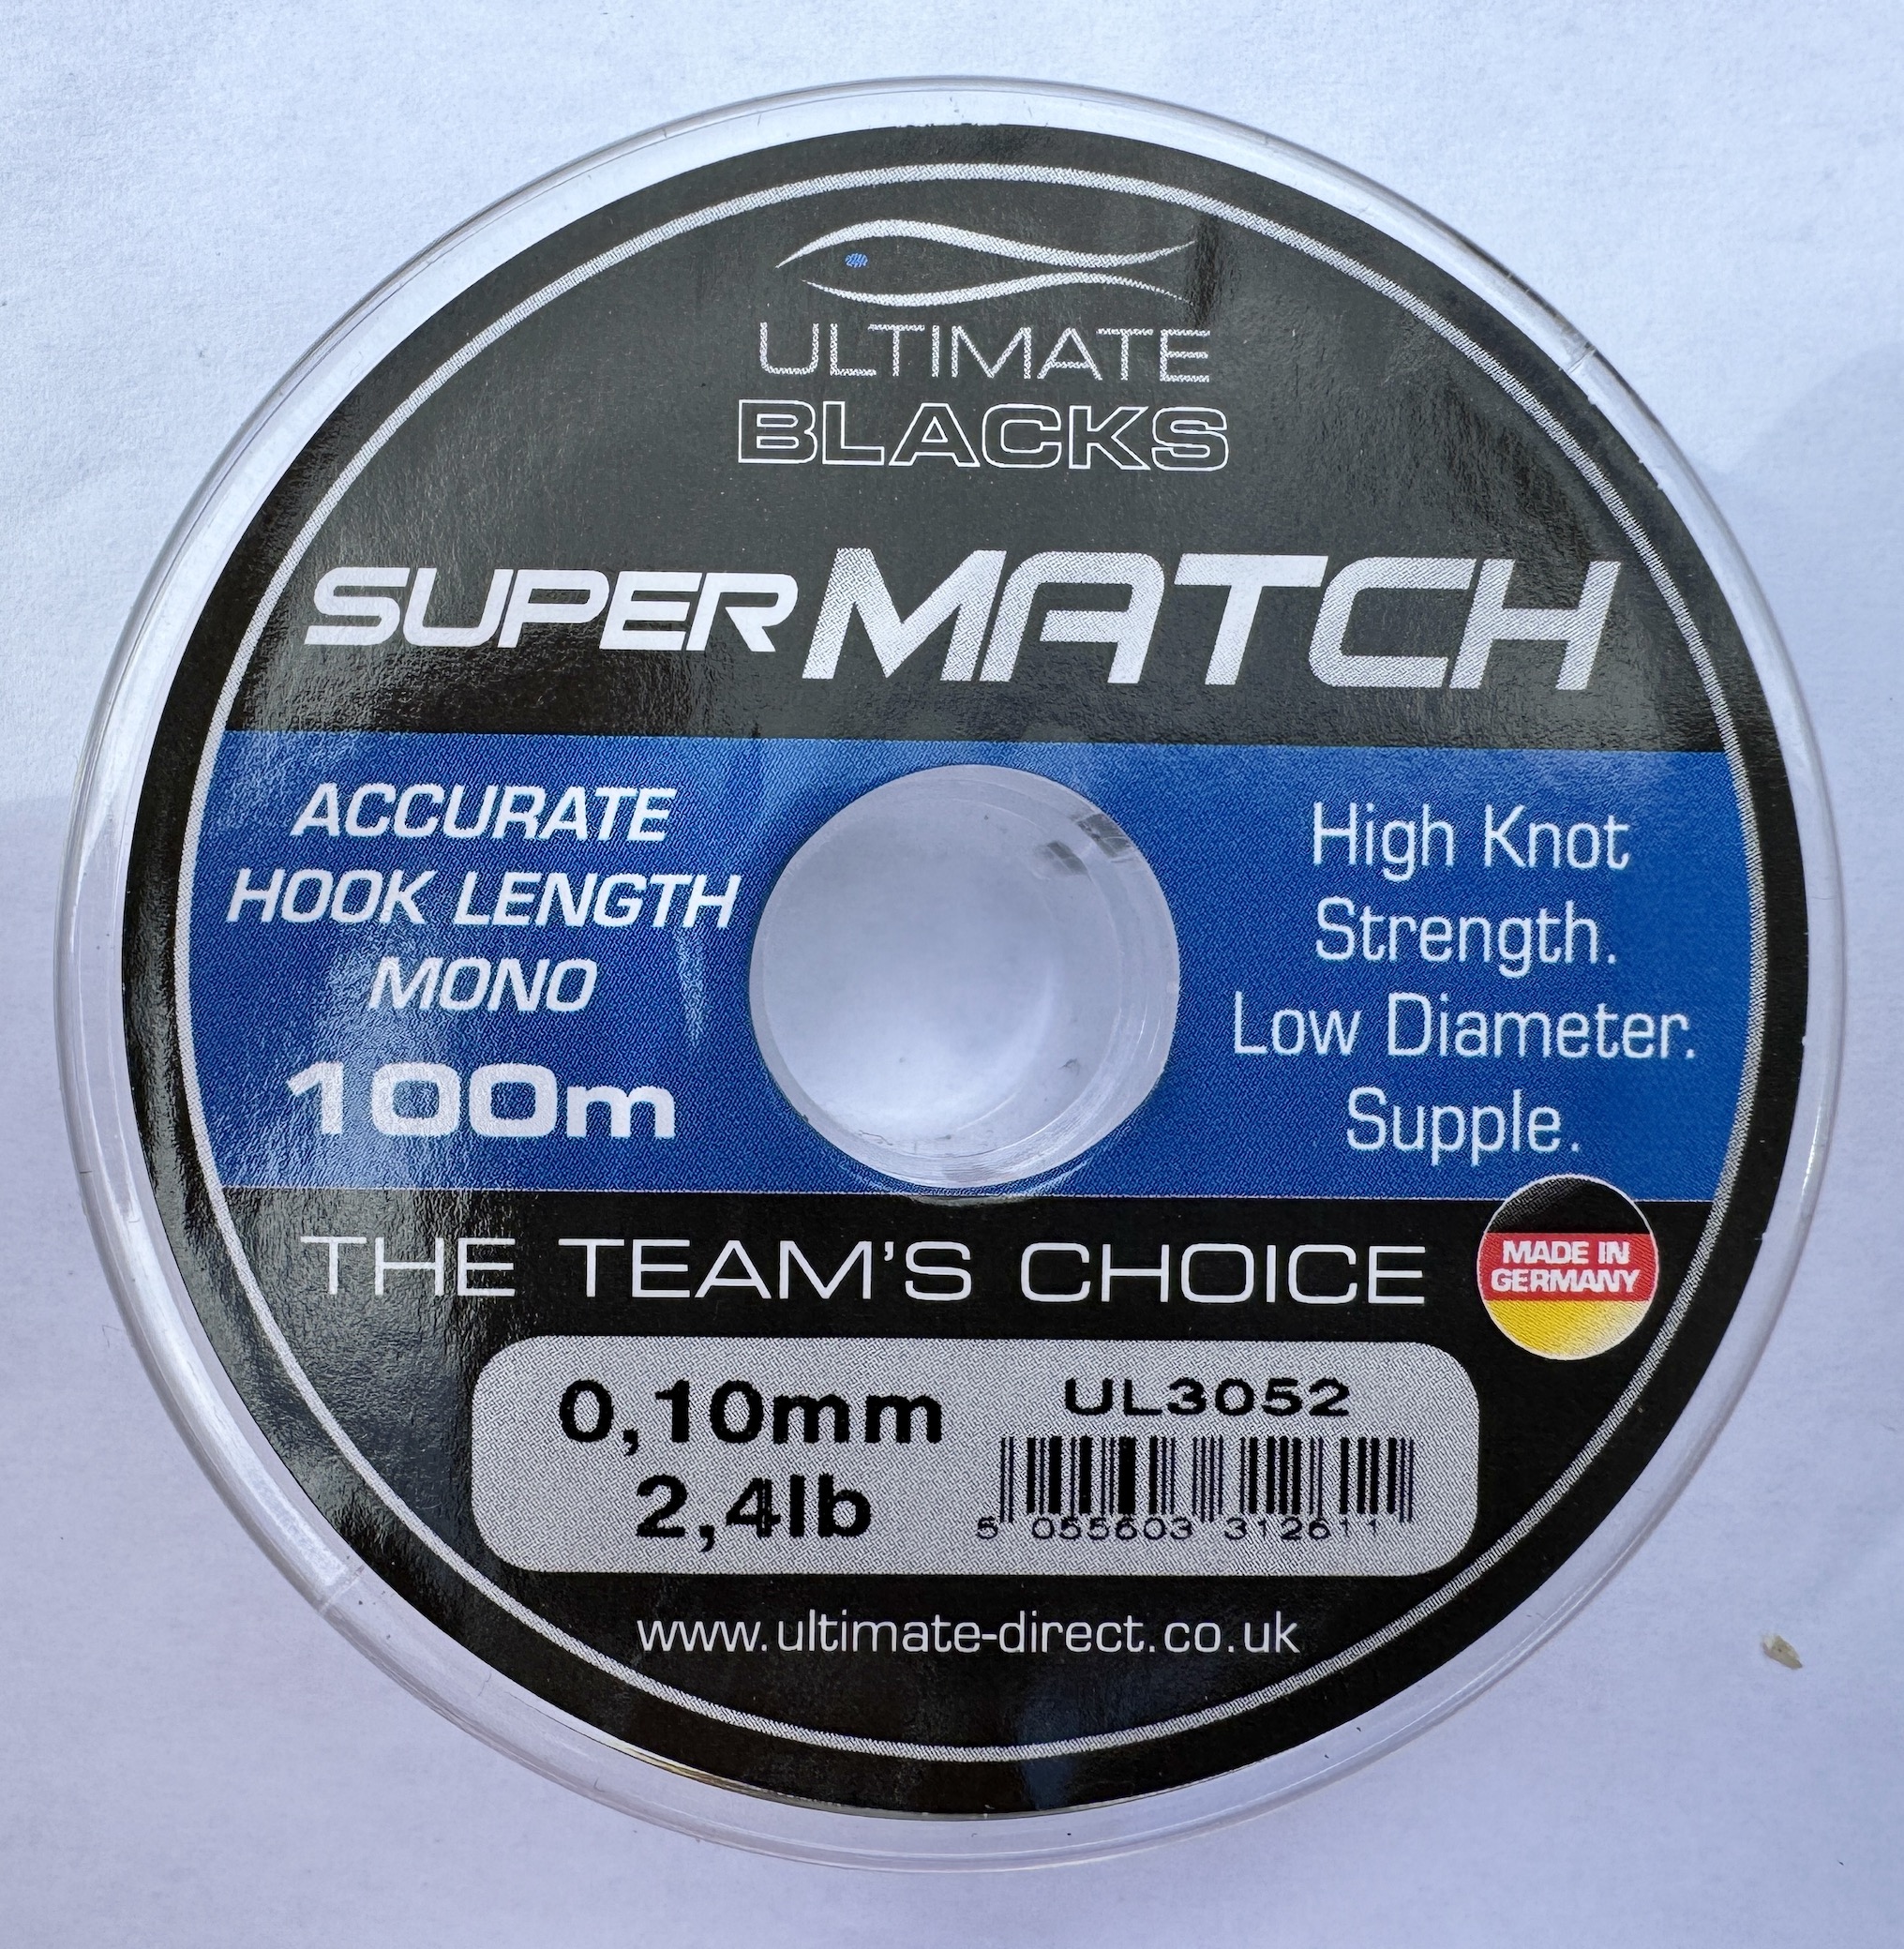 ULTIMATE
BLACKS
SUPER MATCH
ACCURATE
HOOK LENGTH
MONO
100m
High Knot
Strength.
Low Diameter.
Supple.
THE TEAM'S CHOICE
MADE IN
GERMANY
0,10mm
2,4lb
UL3052
5 055603 312611
www.ultimate-direct.co.uk